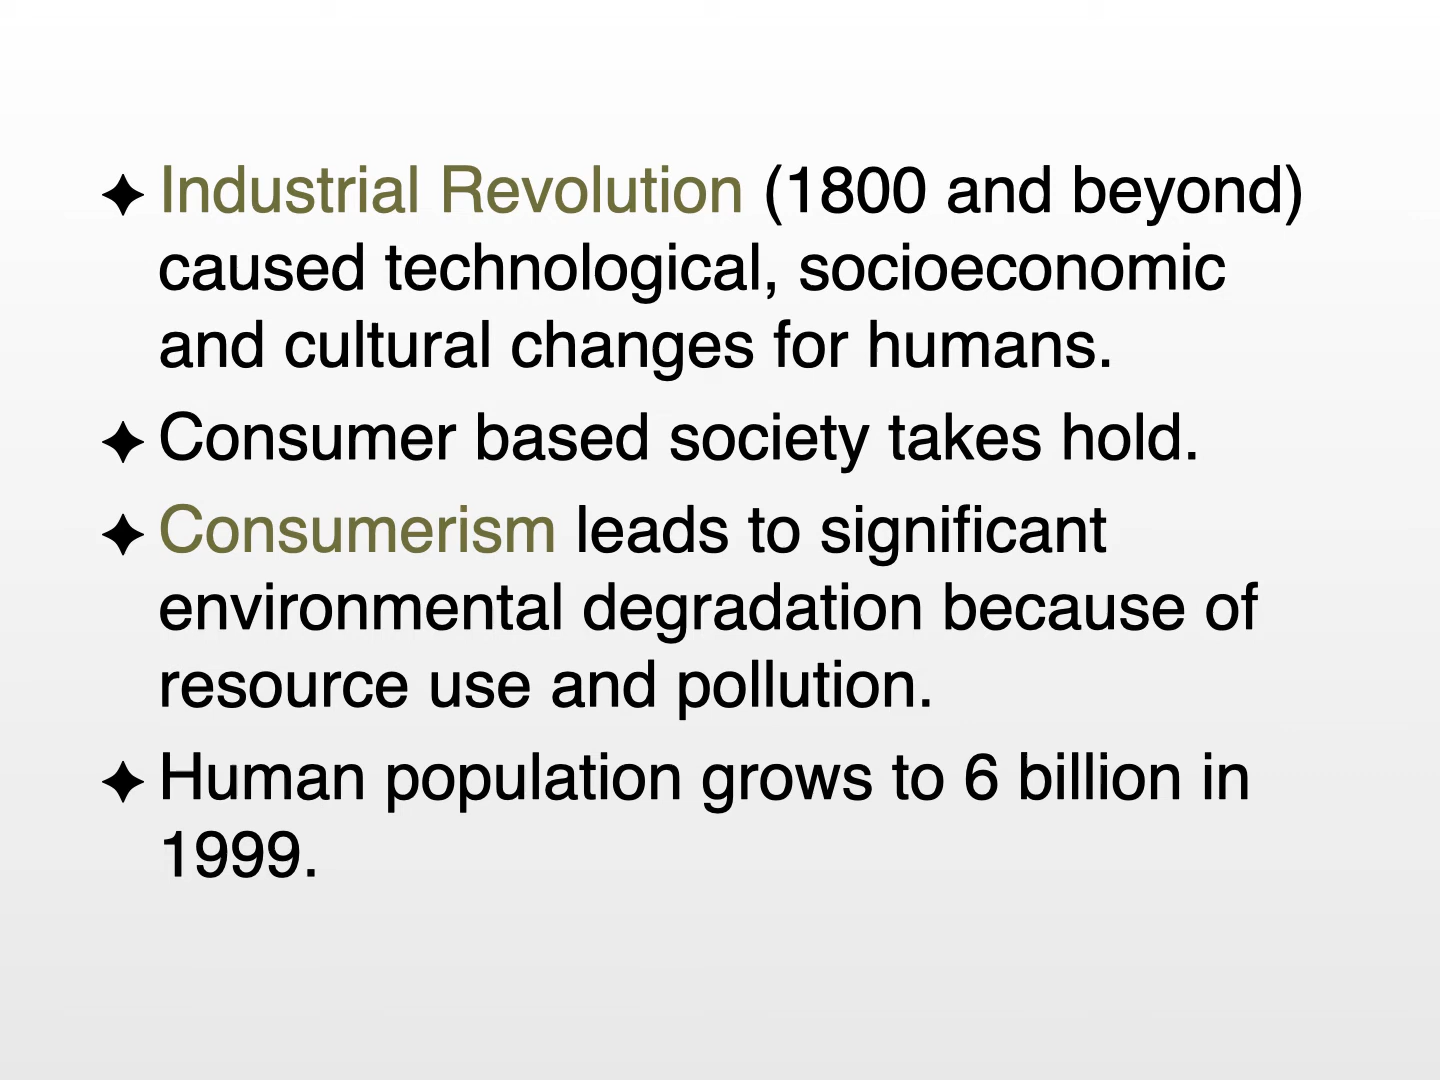 ✦ Industrial Revolution (1800 and beyond)
caused technological, socioeconomic
and cultural changes for humans.
✦ Consumer based society takes hold.
✦ Consumerism leads to significant
environmental degradation because of
resource use and pollution.
✦ Human population grows to 6 billion in
1999.